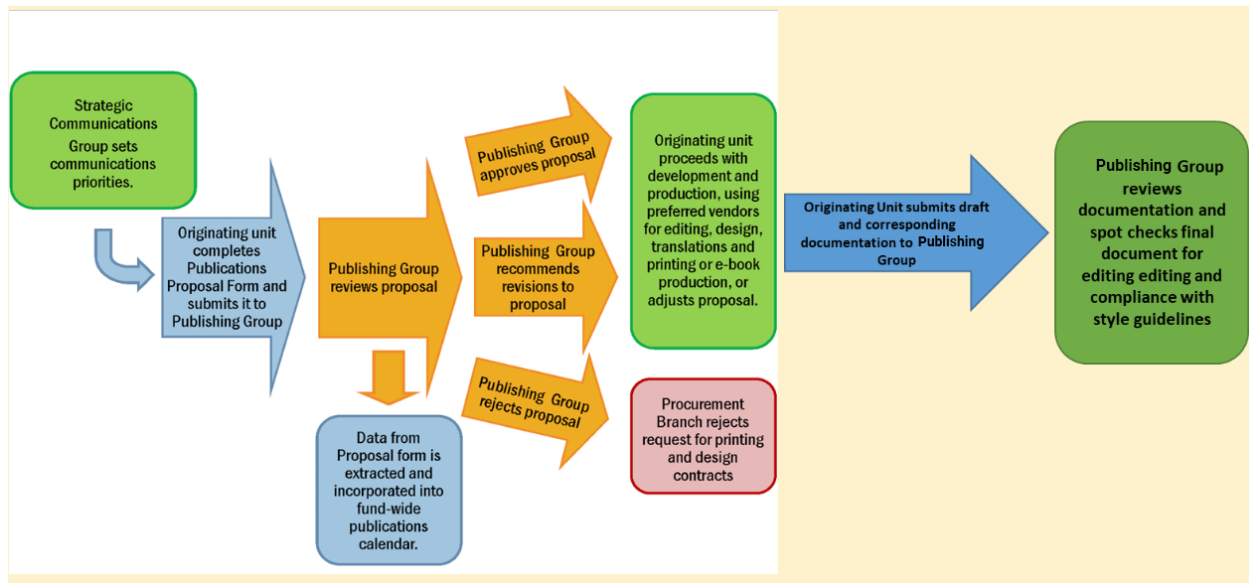 Strategic
Communications
Group sets
communications
priorities.
Originating unit
completes
Publications
Proposal Form and
submits it to
Publishing Group
Publishing Group
reviews proposal
Data from
Proposal form is
extracted and
incorporated into
fund-wide
publications
calendar.
Publishing Group
approves proposal
Publishing Group
recommends
revisions to
proposal
Publishing Group
rejects proposal
Originating unit
proceeds with
development and
production, using
preferred vendors
for editing, design,
translations and
printing or e-book
production, or
adjusts proposal.
Procurement
Branch rejects
request for printing
and design
contracts
Originating Unit submits draft
and corresponding
documentation to Publishing
Group
Publishing Group
reviews
documentation and
spot checks final
document for
editing editing and
compliance with
style guidelines